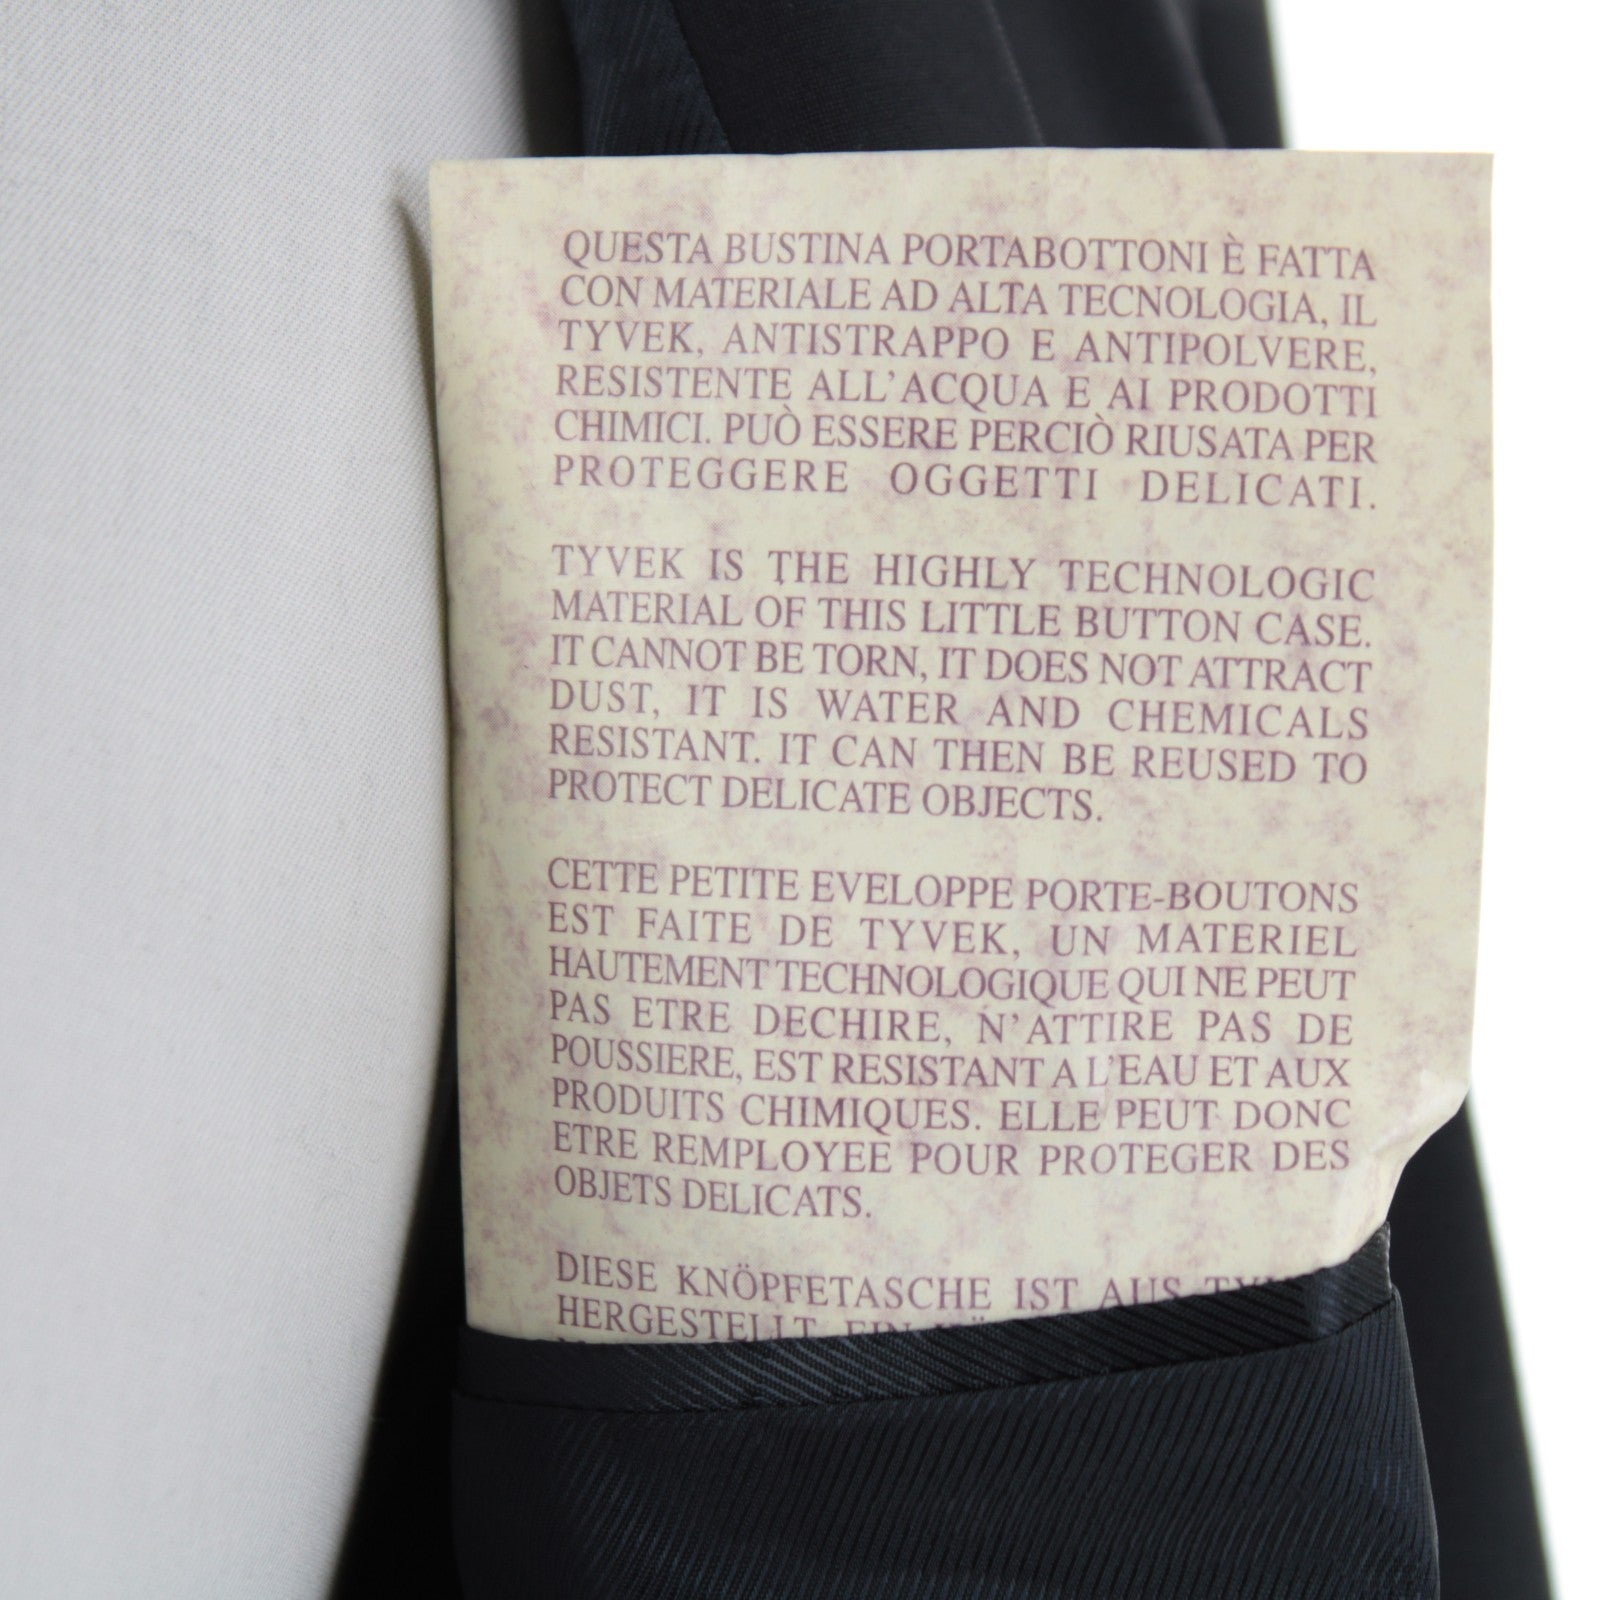 QUESTA BUSTINA PORTABOTTONI È FATTA
CON MATERIALE AD ALTA TECNOLOGIA, IL
TYVEK, ANTISTRAPPO E ANTIPOLVERE,
RESISTENTE ALL'ACQUA E AI PRODOTTI
CHIMICI. PUÒ ESSERE PERCIÒ RIUSATA PER
PROTEGGERE OGGETTI DELICATI.
TYVEK IS THE HIGHLY TECHNOLOGIC
MATERIAL OF THIS LITTLE BUTTON CASE.
IT CANNOT BE TORN, IT DOES NOT ATTRACT
DUST, IT IS WATER AND CHEMICALS
RESISTANT. IT CAN THEN BE REUSED TO
PROTECT DELICATE OBJECTS.
CETTE PETITE EVELOPPE PORTE-BOUTONS
EST FAITE DE TYVEK, UN MATERIEL
HAUTEMENT TECHNOLOGIQUE QUI NE PEUT
PAS ETRE DECHIRE, N'ATTIRE PAS DE
POUSSIERE, EST RESISTANT A L'EAU ET AUX
PRODUITS CHIMIQUES. ELLE PEUT DONC
ETRE REMPLOYEE POUR PROTEGER DES
OBJETS DELICATS.
DIESE KNÖPFETASCHE IST AUS
HERGESTELLT EIN